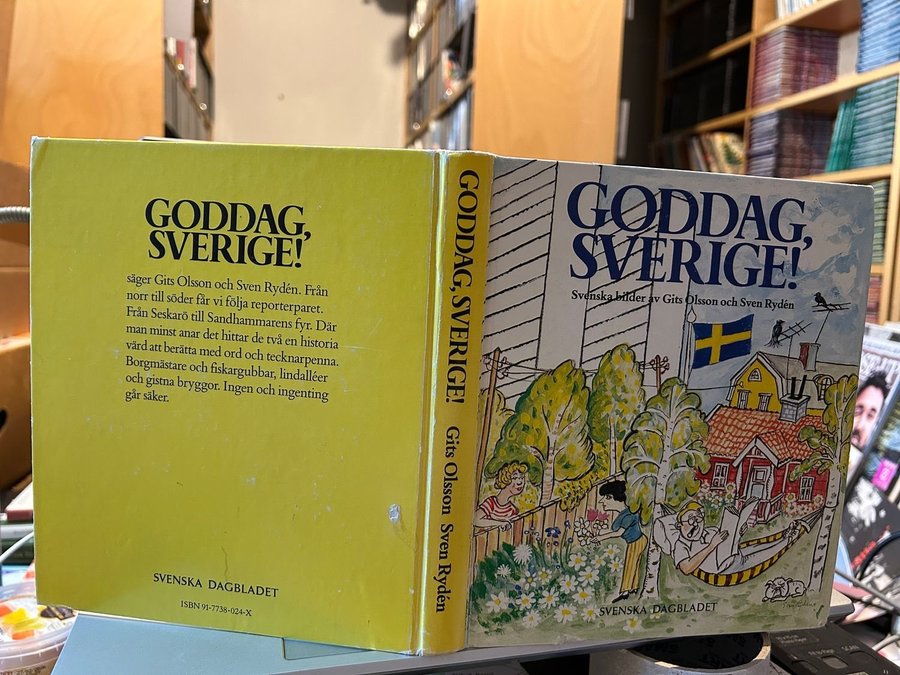 GODDAG,
SVERIGE!
säger Gits Olsson och Sven Rydén. Från
norr till söder får vi följa reporterparet.
Från Seskarö till Sandhammarens fyr. Där
man minst anar det hittar de två en historia
värd att berätta med ord och tecknarpenna.
Borgmästare och fiskargubbar, lindalléer
och gistna bryggor. Ingen och ingenting
går säker.
SVENSKA DAGBLADET
ISBN 91-7738-024-X
GODDAG, SVERIGE! Gits Olsson Sven Rydén
GODDAG,
SVERIGE!
Svenska bilder av Gits Olsson och Sven Rydén
SVENSKA DAGBLADET
SCAN